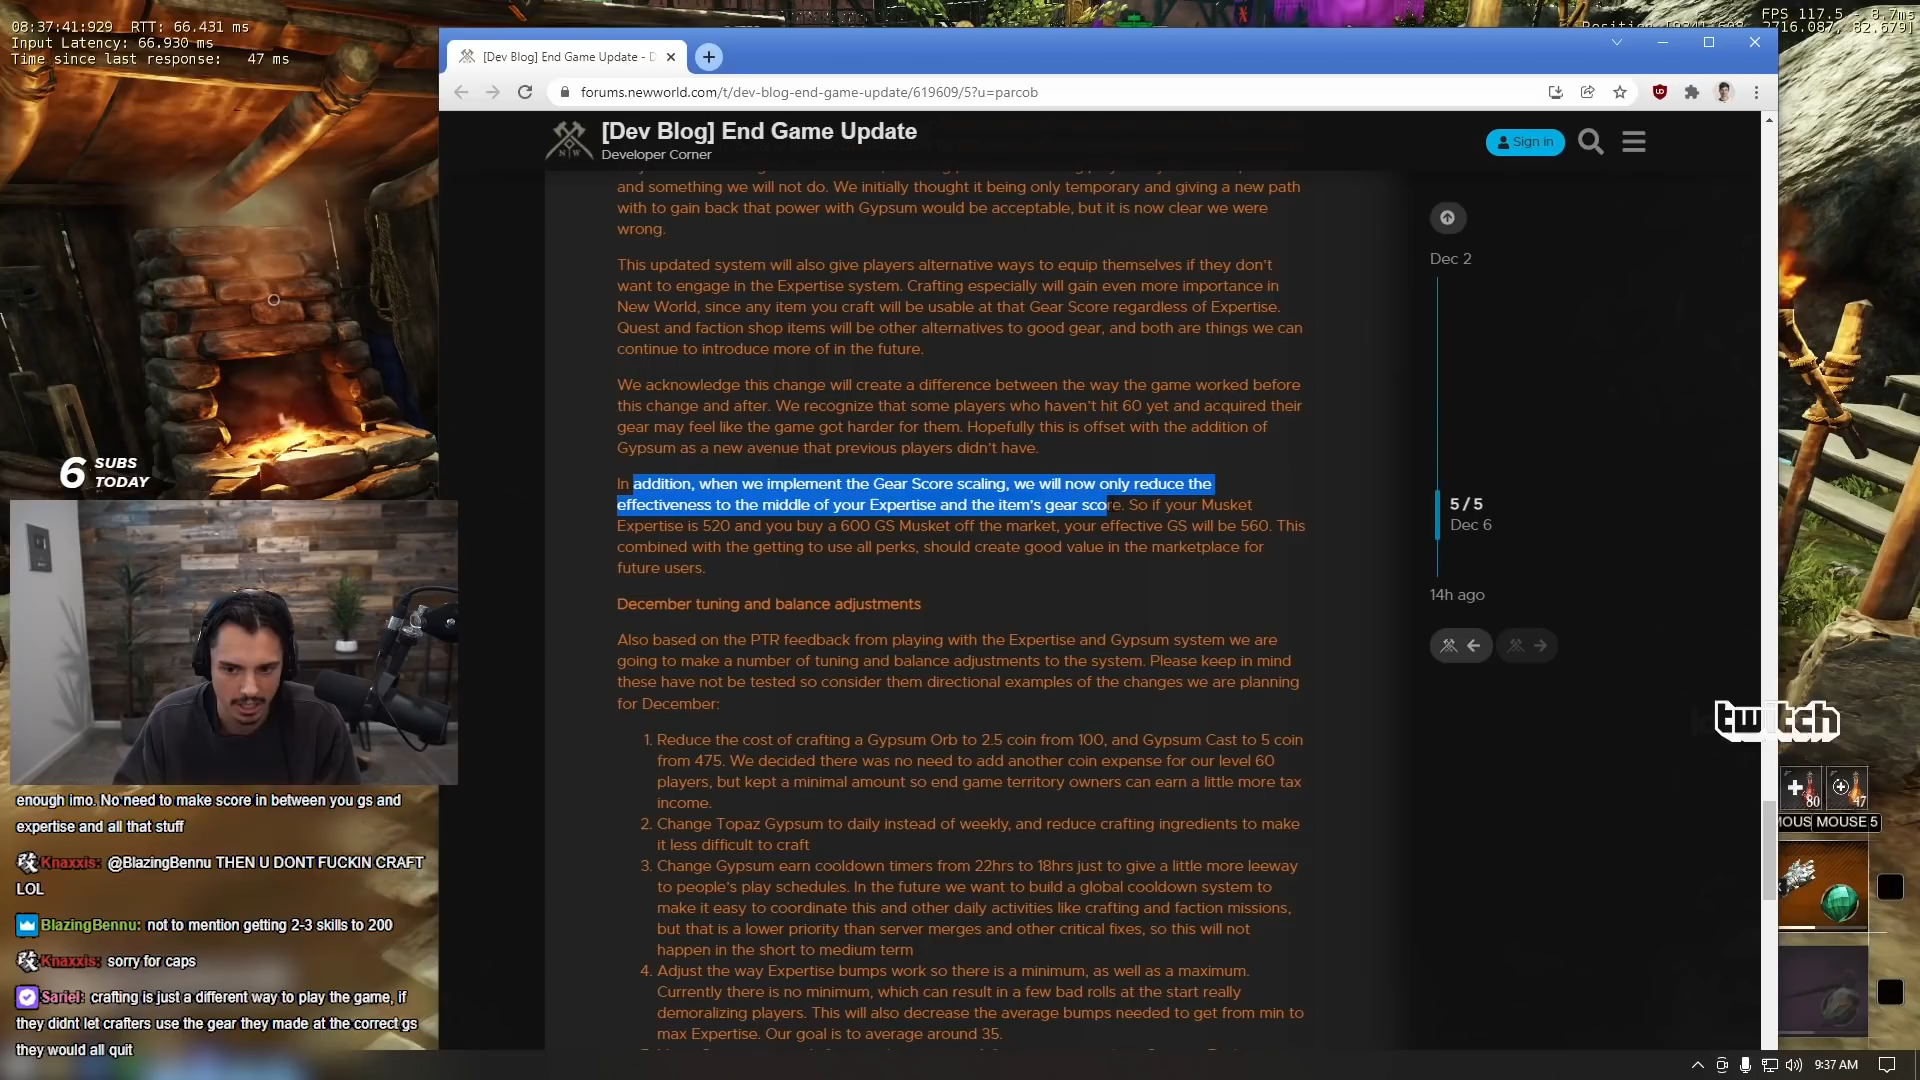 08:37:41:929 RTT: 66.431 ms
Input Latency: 66.930 ms
Time since last response: 47 ms
FPS 117.5 - 8.7ms
[Dev Blog] End Game Update - D
forums.newworld.com/t/dev-blog-end-game-update/619609/5?u=parcob
[Dev Blog] End Game Update
Developer Corner
Sign in
and something we will not do. We initially thought it being only temporary and giving a new path
with to gain back that power with Gypsum would be acceptable, but it is now clear we were
wrong.
This updated system will also give players alternative ways to equip themselves if they don't
want to engage in the Expertise system. Crafting especially will gain even more importance in
New World, since any item you craft will be usable at that Gear Score regardless of Expertise.
Quest and faction shop items will be other alternatives to good gear, and both are things we can
continue to introduce more of in the future.
We acknowledge this change will create a difference between the way the game worked before
this change and after. We recognize that some players who haven't hit 60 yet and acquired their
gear may feel like the game got harder for them. Hopefully this is offset with the addition of
Gypsum as a new avenue that previous players didn't have.
In addition, when we implement the Gear Score scaling, we will now only reduce the
effectiveness to the middle of your Expertise and the item's gear score. So if your Musket
Expertise is 520 and you buy a 600 GS Musket off the market, your effective GS will be 560. This
combined with the getting to use all perks, should create good value in the marketplace for
future users.
December tuning and balance adjustments
Also based on the PTR feedback from playing with the Expertise and Gypsum system we are
going to make a number of tuning and balance adjustments to the system. Please keep in mind
these have not be tested so consider them directional examples of the changes we are planning
for December:
1. Reduce the cost of crafting a Gypsum Orb to 2.5 coin from 100, and Gypsum Cast to 5 coin
from 475. We decided there was no need to add another coin expense for our level 60
players, but kept a minimal amount so end game territory owners can earn a little more tax
income.
2. Change Topaz Gypsum to daily instead of weekly, and reduce crafting ingredients to make
it less difficult to craft
3. Change Gypsum earn cooldown timers from 22hrs to 18hrs just to give a little more leeway
to people's play schedules. In the future we want to build a global cooldown system to
make it easy to coordinate this and other daily activities like crafting and faction missions,
but that is a lower priority than server merges and other critical fixes, so this will not
happen in the short to medium term
4. Adjust the way Expertise bumps work so there is a minimum, as well as a maximum.
Currently there is no minimum, which can result in a few bad rolls at the start really
demoralizing players. This will also decrease the average bumps needed to get from min to
max Expertise. Our goal is to average around 35.
Dec 2
5 / 5
Dec 6
14h ago
twitch
80
47
MOUS MOUSE 5
6 SUBS
TODAY
enough imo. No need to make score in between you gs and
expertise and all that stuff
Knaxxis: @BlazingBennu THEN U DONT FUCKIN CRAFT
LOL
BlazingBennu: not to mention getting 2-3 skills to 200
Knaxxis: sorry for caps
Sariel: crafting is just a different way to play the game, if
they didnt let crafters use the gear they made at the correct gs
they would all quit
9:37 AM